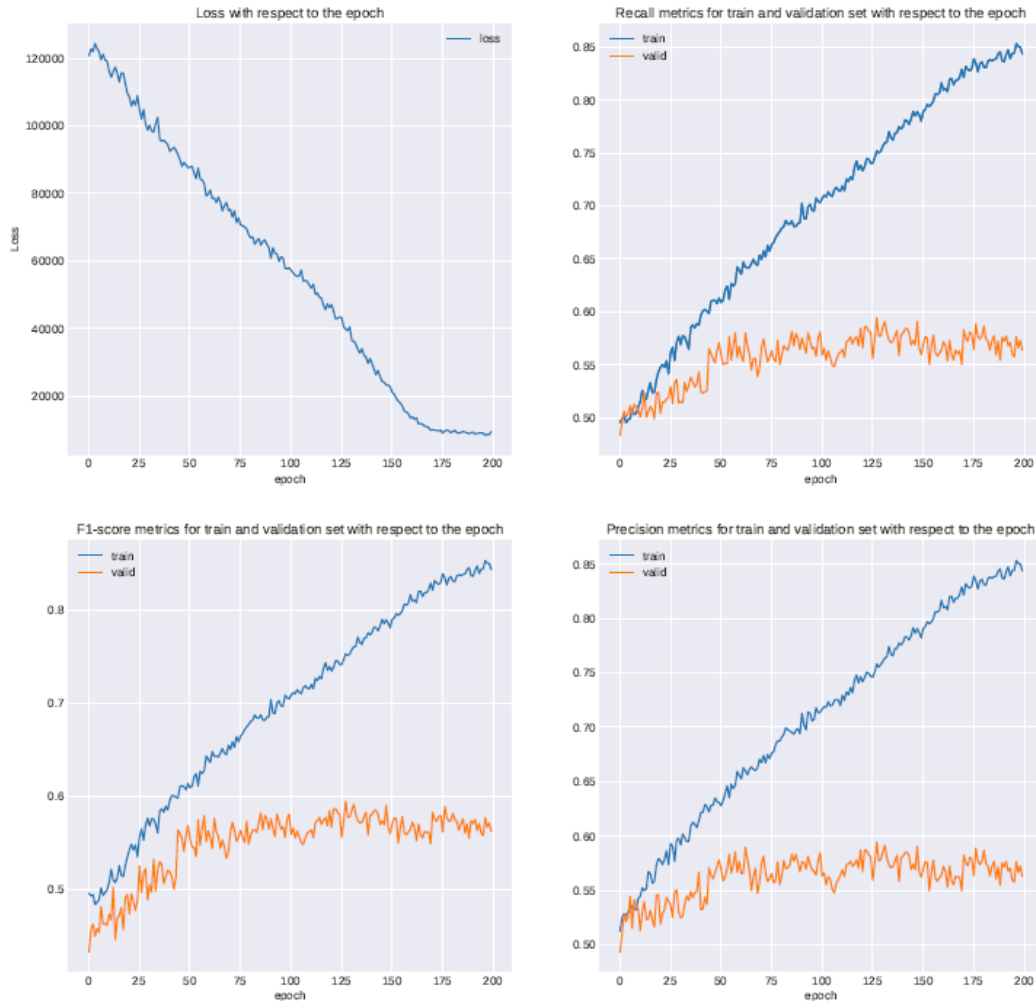 Loss with respect to the epoch
loss
120000
100000
80000
60000
40000
20000
Loss
0 25 50 75 100 125 150 175 200
epoch
Recall metrics for train and validation set with respect to the epoch
train
valid
0.85
0.80
0.75
0.70
0.65
0.60
0.55
0.50
0 25 50 75 100 125 150 175 200
epoch
F1-score metrics for train and validation set with respect to the epoch
train
valid
0.8
0.7
0.6
0.5
0 25 50 75 100 125 150 175 200
epoch
Precision metrics for train and validation set with respect to the epoch
train
valid
0.85
0.80
0.75
0.70
0.65
0.60
0.55
0.50
0 25 50 75 100 125 150 175 200
epoch